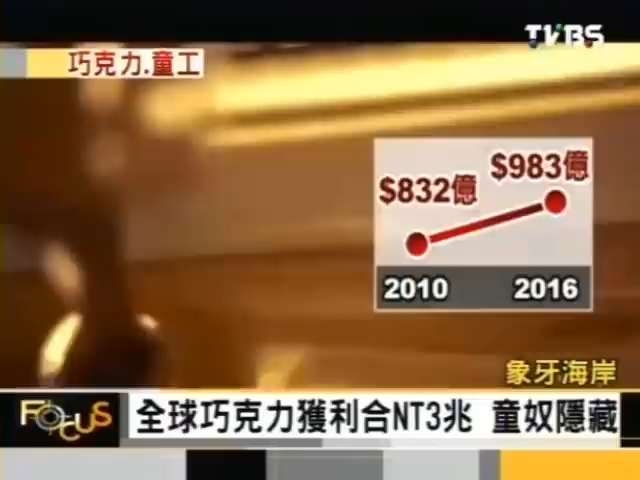 TVBS
巧克力.童工
$983億
$832億
2010 2016
象牙海岸
FOCUS
全球巧克力獲利合NT3兆 童奴隱藏